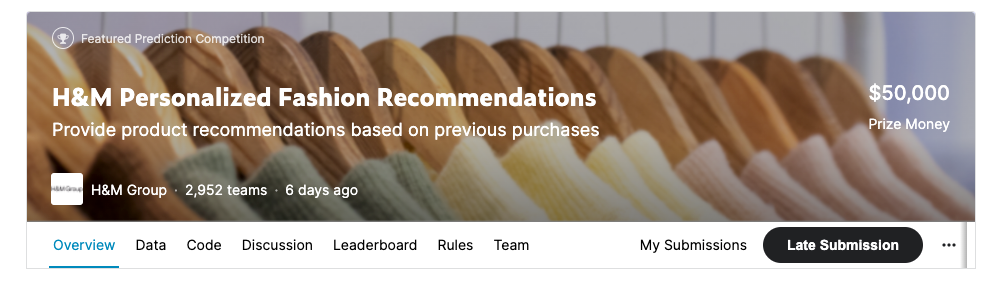 Featured Prediction Competition
H&M Personalized Fashion Recommendations
$50,000
Provide product recommendations based on previous purchases
Prize Money
H&M Group
H&M Group · 2,952 teams · 6 days ago
Overview Data Code Discussion Leaderboard Rules Team My Submissions Late Submission ...